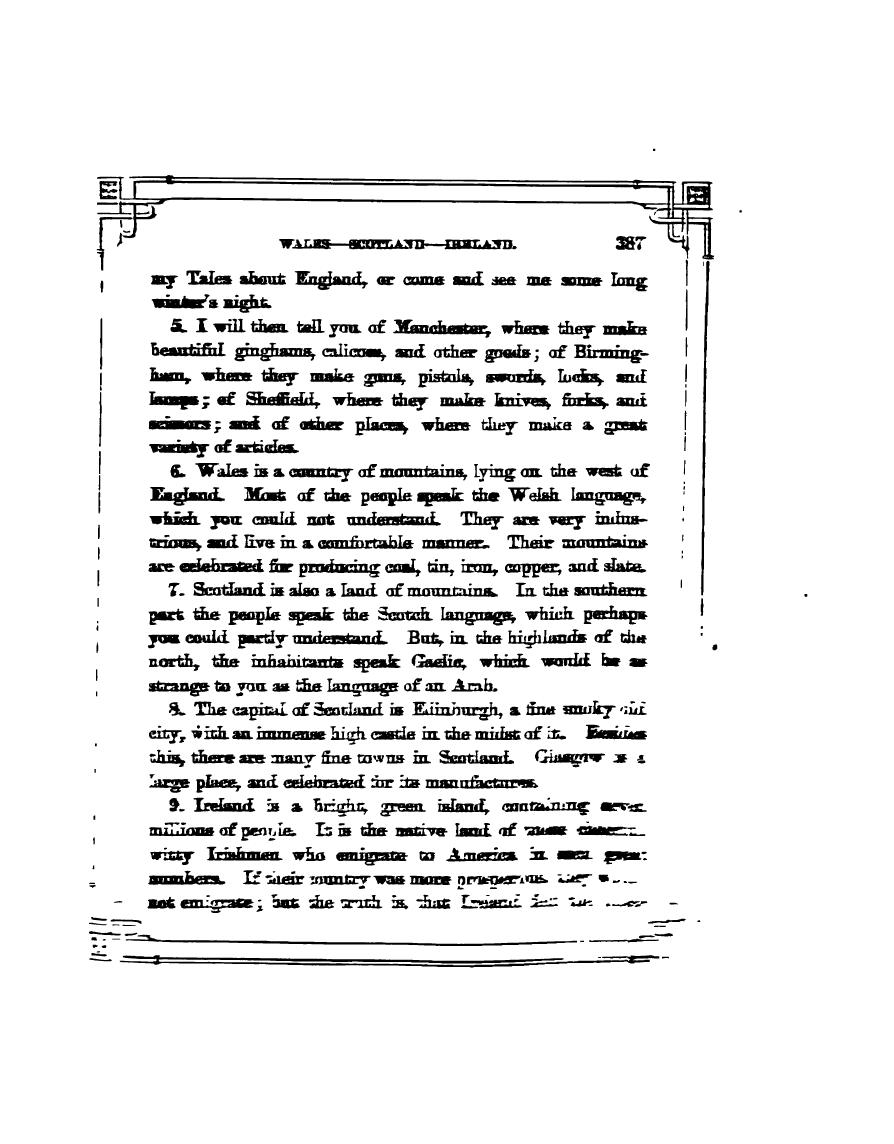 WALES—SCOTLAND—IRELAND. 387
my Tales about England, or come and see me some long
winter's night.
5. I will then tell you of Manchester, where they make
beautiful ginghams, calicoes, and other goods; of Birming-
ham, where they make guns, pistols, swords, locks, and
lamps; of Sheffield, where they make knives, forks, and
scissors; and of other places, where they make a great
variety of articles.
6. Wales is a country of mountains, lying on the west of
England. Most of the people speak the Welsh language,
which you could not understand. They are very indus-
trious, and live in a comfortable manner. Their mountains
are celebrated for producing coal, tin, iron, copper, and slate.
7. Scotland is also a land of mountains. In the southern
part the people speak the Scotch language, which perhaps
you could partly understand. But, in the highlands of the
north, the inhabitants speak Gaelic, which would be as
strange to you as the language of an Arab.
8. The capital of Scotland is Edinburgh, a fine smoky old
city, with an immense high castle in the midst of it. Besides
this, there are many fine towns in Scotland. Glasgow is a
large place, and celebrated for its manufactures.
9. Ireland is a bright, green island, containing seven
millions of people. It is the native land of those
witty Irishmen who emigrate to America in such great
numbers. If their country was more prosperous they
not emigrate; but the truth is, that Ireland